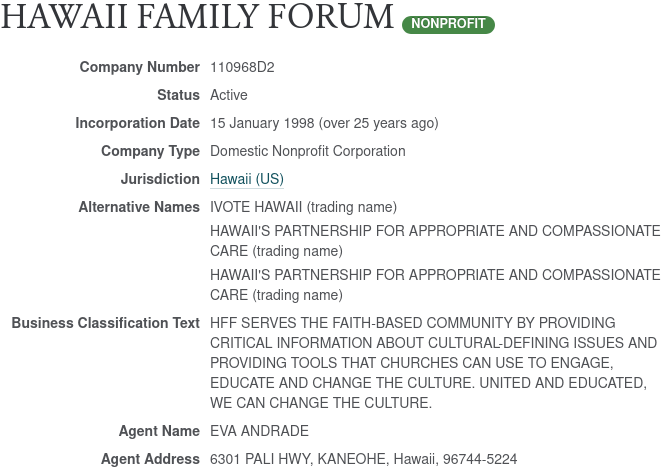 HAWAII FAMILY FORUM NONPROFIT
Company Number 110968D2
Status Active
Incorporation Date 15 January 1998 (over 25 years ago)
Company Type Domestic Nonprofit Corporation
Jurisdiction Hawaii (US)
Alternative Names IVOTE HAWAII (trading name)
HAWAII'S PARTNERSHIP FOR APPROPRIATE AND COMPASSIONATE
CARE (trading name)
HAWAII'S PARTNERSHIP FOR APPROPRIATE AND COMPASSIONATE
CARE (trading name)
Business Classification Text HFF SERVES THE FAITH-BASED COMMUNITY BY PROVIDING
CRITICAL INFORMATION ABOUT CULTURAL-DEFINING ISSUES AND
PROVIDING TOOLS THAT CHURCHES CAN USE TO ENGAGE,
EDUCATE AND CHANGE THE CULTURE. UNITED AND EDUCATED,
WE CAN CHANGE THE CULTURE.
Agent Name EVA ANDRADE
Agent Address 6301 PALI HWY, KANEOHE, Hawaii, 96744-5224